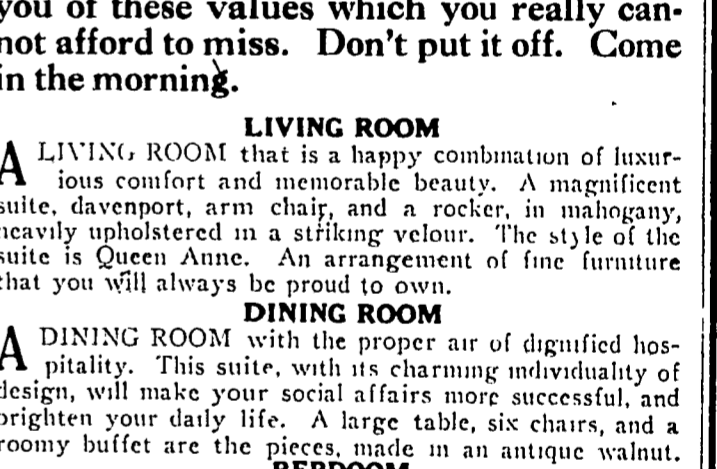 you of these values which you really can-
not afford to miss. Don't put it off. Come
in the morning.
LIVING ROOM
A LIVING ROOM that is a happy combination of luxur-
ious comfort and memorable beauty. A magnificent
suite, davenport, arm chair, and a rocker, in mahogany,
heavily upholstered in a striking velour. The style of the
suite is Queen Anne. An arrangement of fine furniture
that you will always be proud to own.
DINING ROOM
A DINING ROOM with the proper air of dignified hos-
pitality. This suite, with its charming individuality of
design, will make your social affairs more successful, and
brighten your daily life. A large table, six chairs, and a
roomy buffet are the pieces, made in an antique walnut.
BEDROOM